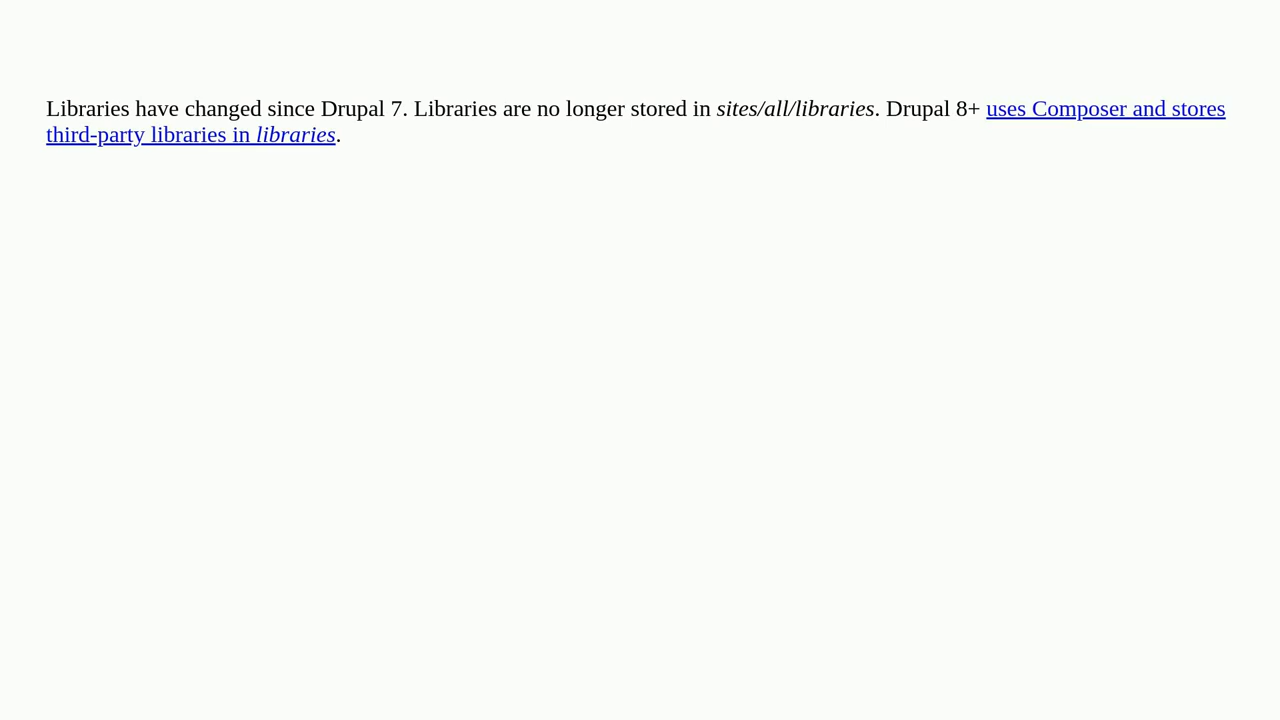 Libraries have changed since Drupal 7. Libraries are no longer stored in sites/all/libraries. Drupal 8+ uses Composer and stores
third-party libraries in libraries.